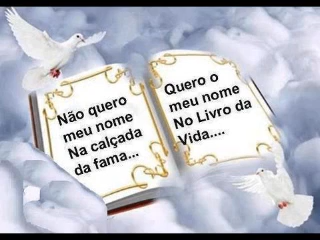 Não quero
meu nome
Na calçada
da fama...
Quero o
meu nome
No Livro da
Vida....